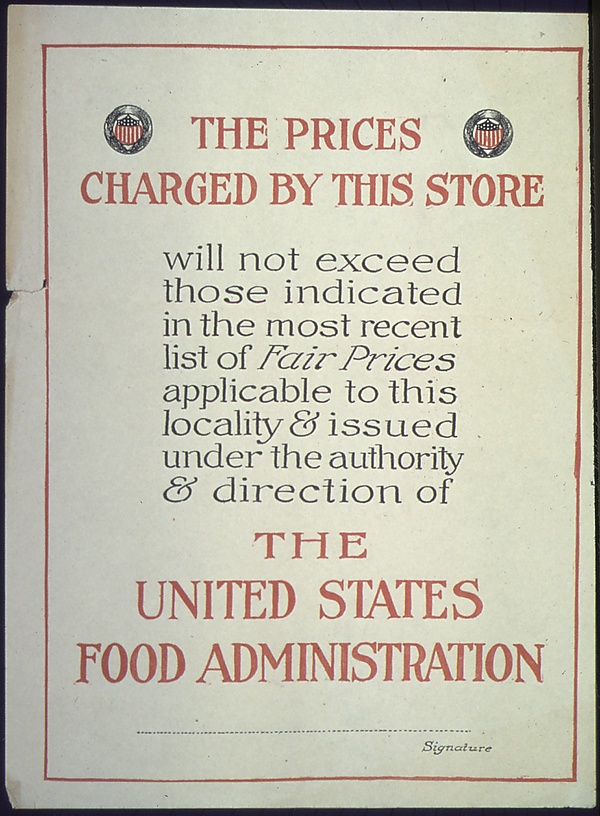 THE PRICES
CHARGED BY THIS STORE
will not exceed
those indicated
in the most recent
list of Fair Prices
applicable to this
locality & issued
under the authority
& direction of
THE
UNITED STATES
FOOD ADMINISTRATION
Signature